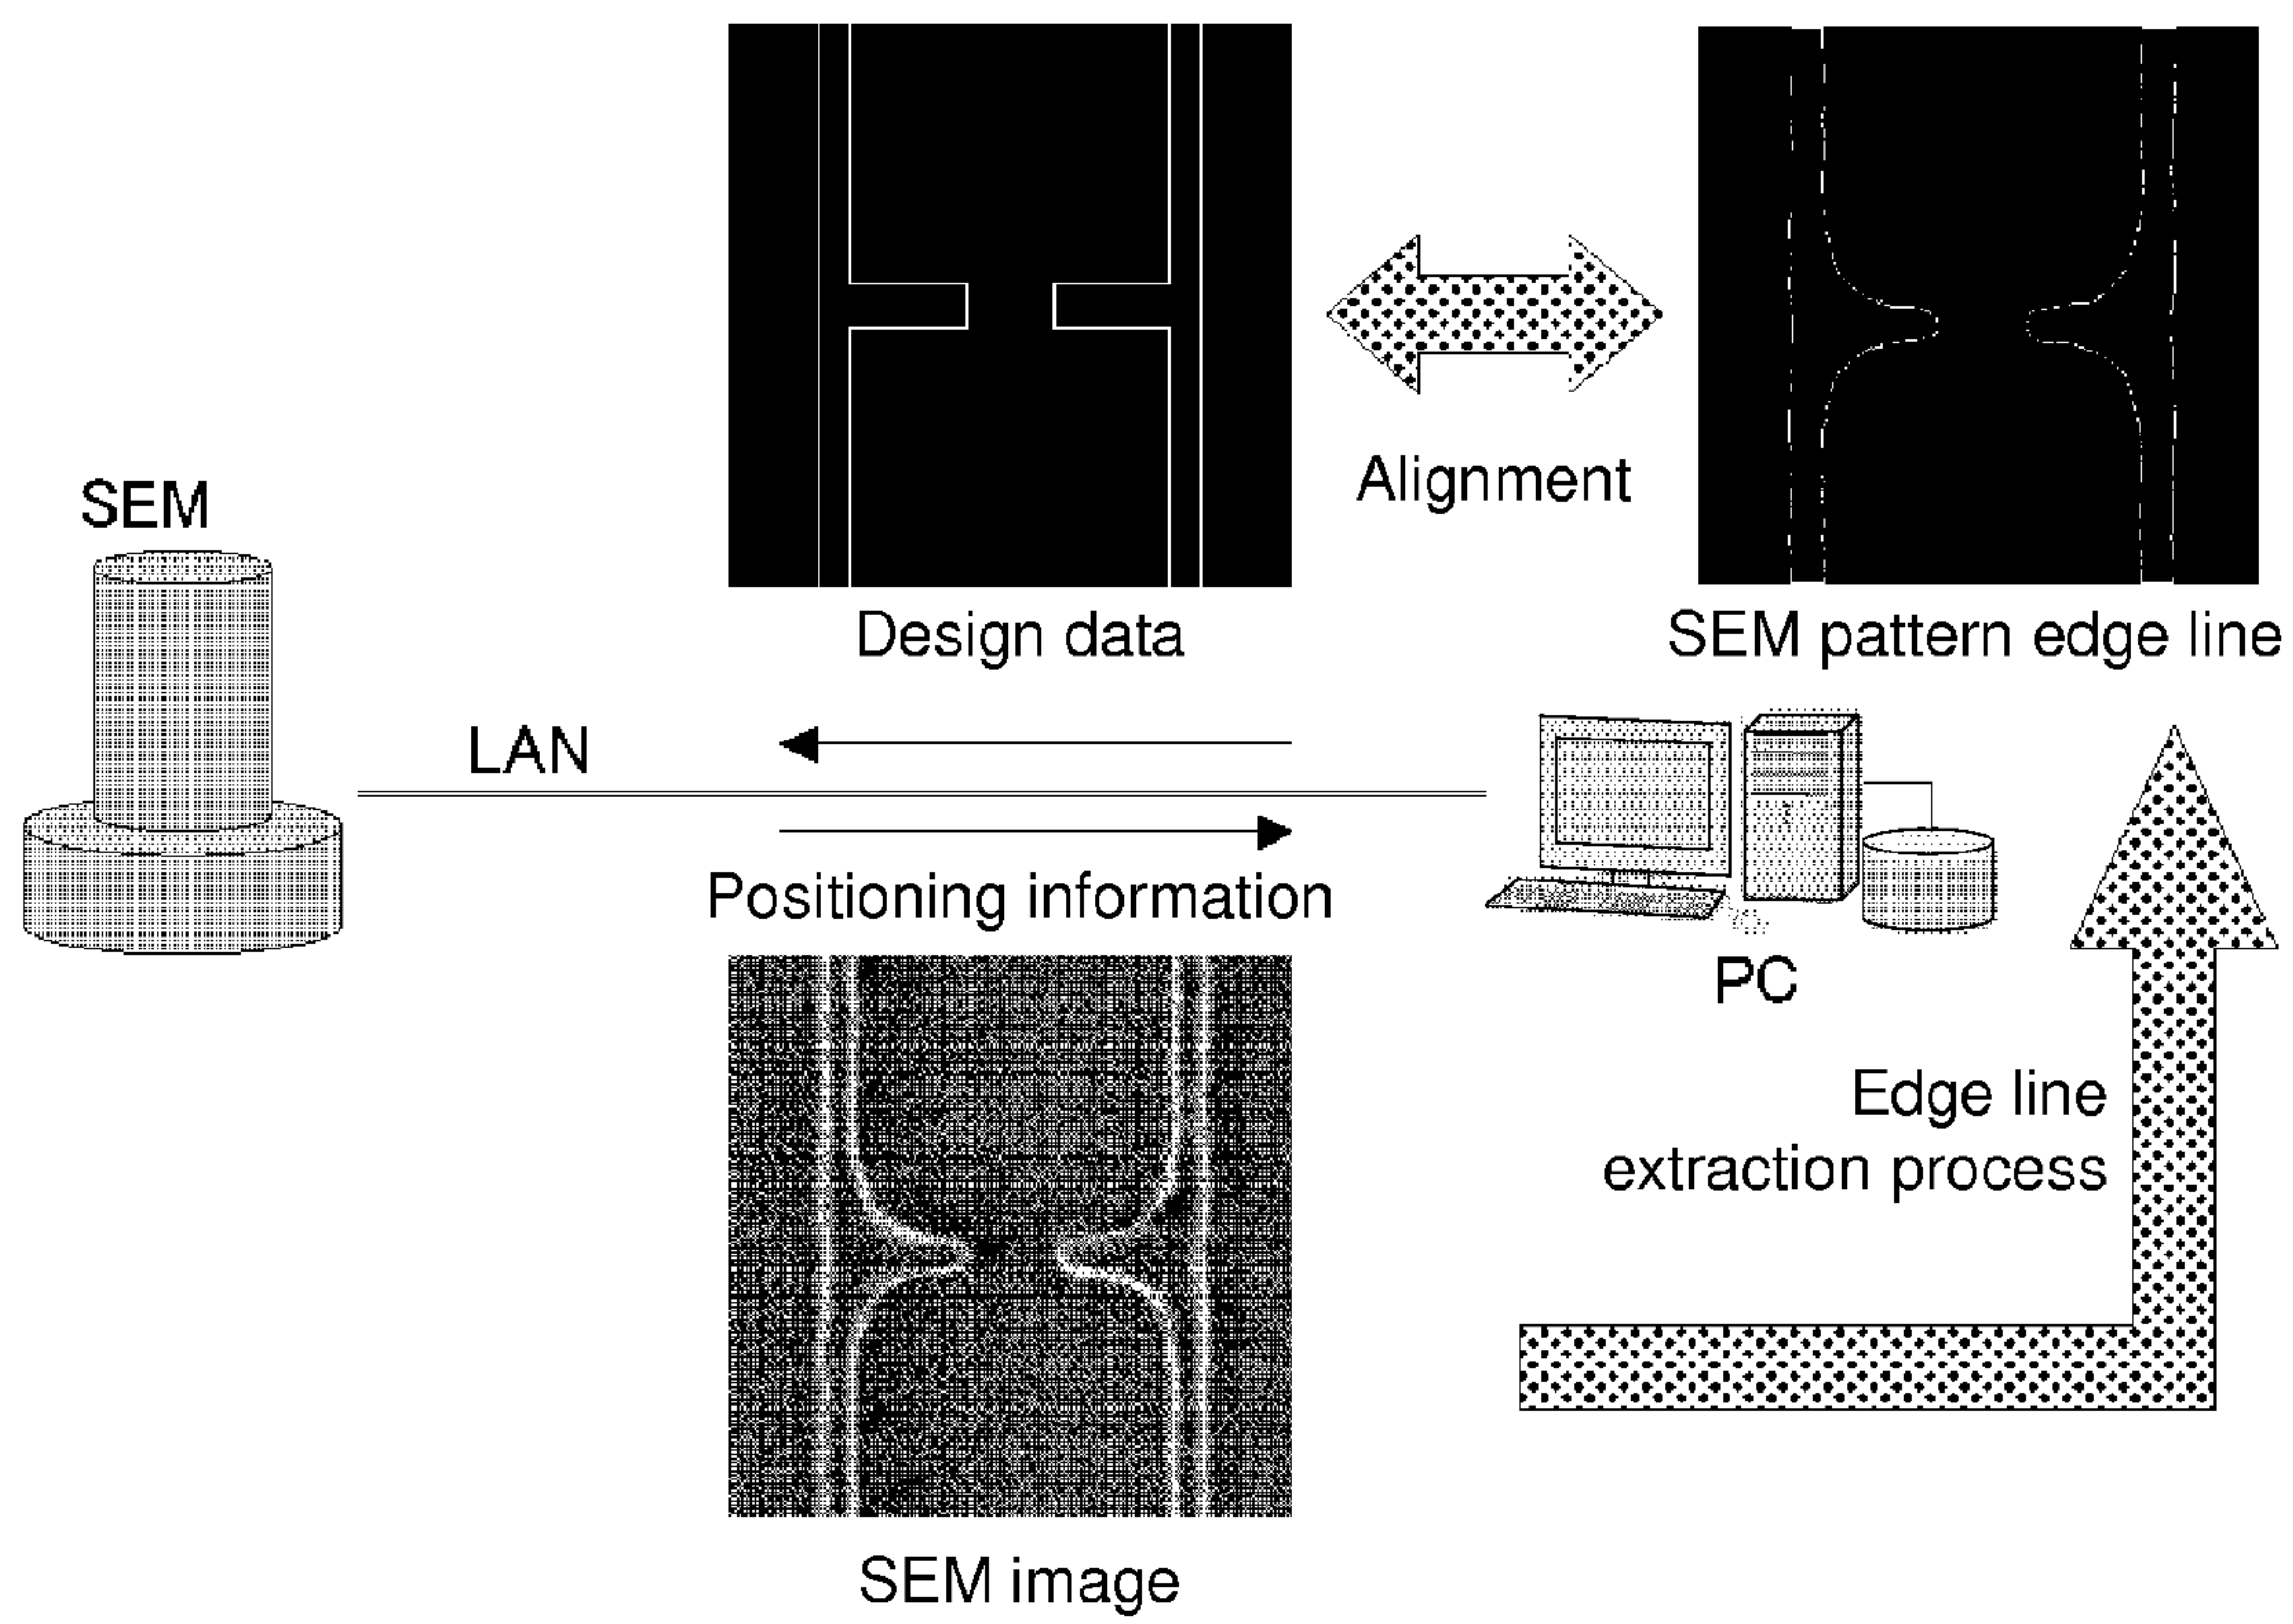 SEM
Alignment
Design data
SEM pattern edge line
LAN
Positioning information
PC
Edge line
extraction process
SEM image